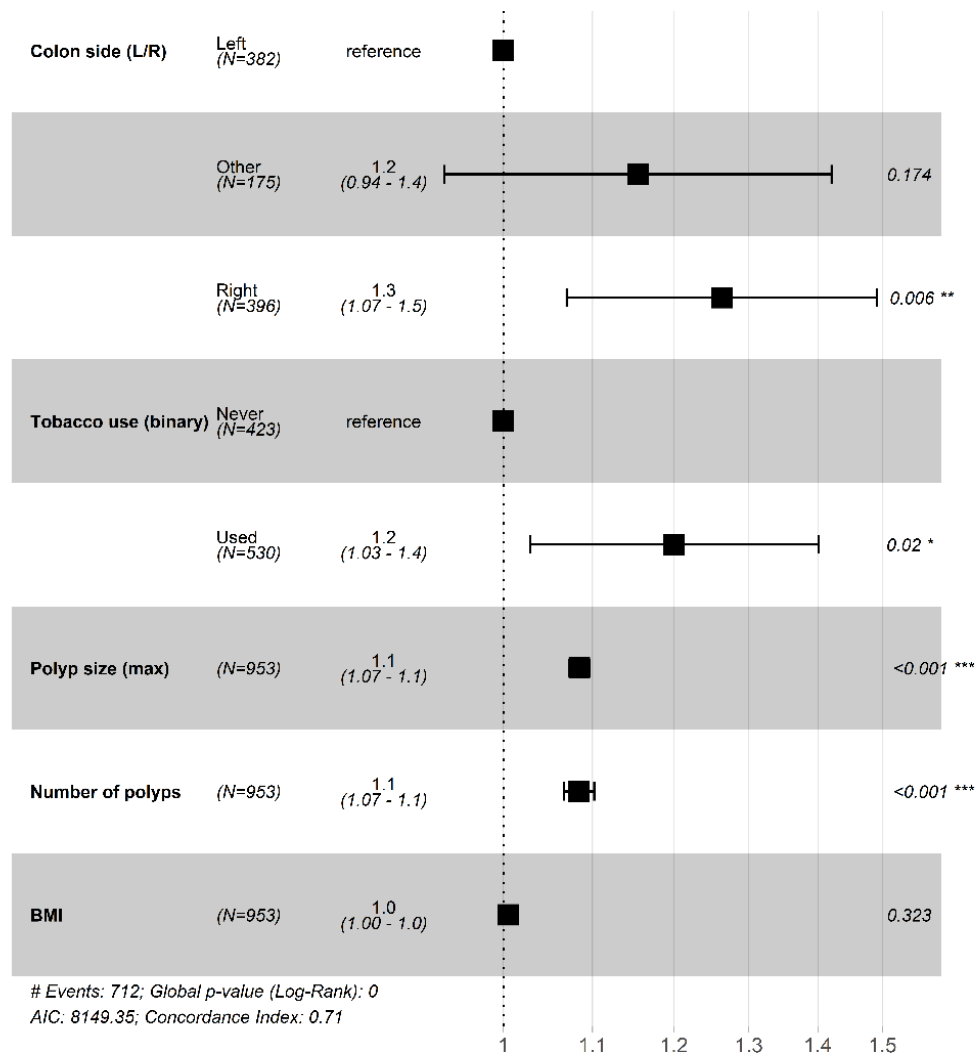 Colon side (L/R) Left reference
(N=382)
Other 1.2
(N=175) (0.94 - 1.4) 0.174
Right 1.3
(N=396) (1.07 - 1.5) 0.006 **
Tobacco use (binary) Never reference
(N=423)
Used 1.2
(N=530) (1.03 - 1.4) 0.02 *
Polyp size (max) (N=953) 1.1
(1.07 - 1.1) <0.001 ***
Number of polyps (N=953) 1.1
(1.07 - 1.1) <0.001 ***
BMI (N=953) 1.0
(1.00 - 1.0) 0.323
# Events: 712; Global p-value (Log-Rank): 0
AIC: 8149.35; Concordance Index: 0.71
1 1.1 1.2 1.3 1.4 1.5